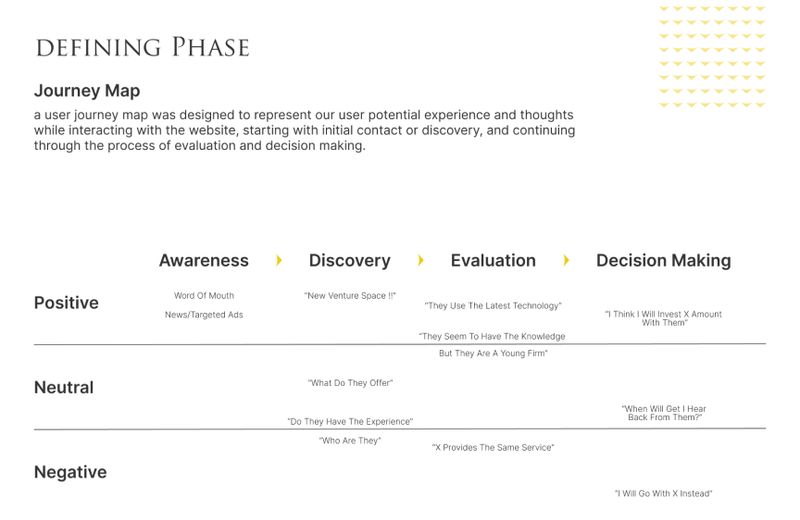 DEFINING PHASE
Journey Map
a user journey map was designed to represent our user potential experience and thoughts
while interacting with the website, starting with initial contact or discovery, and continuing
through the process of evaluation and decision making.
Awareness
Discovery
Evaluation
Decision Making
Positive
Word Of Mouth
News/Targeted Ads
"New Venture Space !!"
"They Use The Latest Technology"
"They Seem To Have The Knowledge
But They Are A Young Firm"
"I Think I Will Invest X Amount
With Them"
Neutral
"What Do They Offer"
"Do They Have The Experience"
"When Will Get I Hear
Back From Them?"
Negative
"Who Are They"
"X Provides The Same Service"
"I Will Go With X Instead"